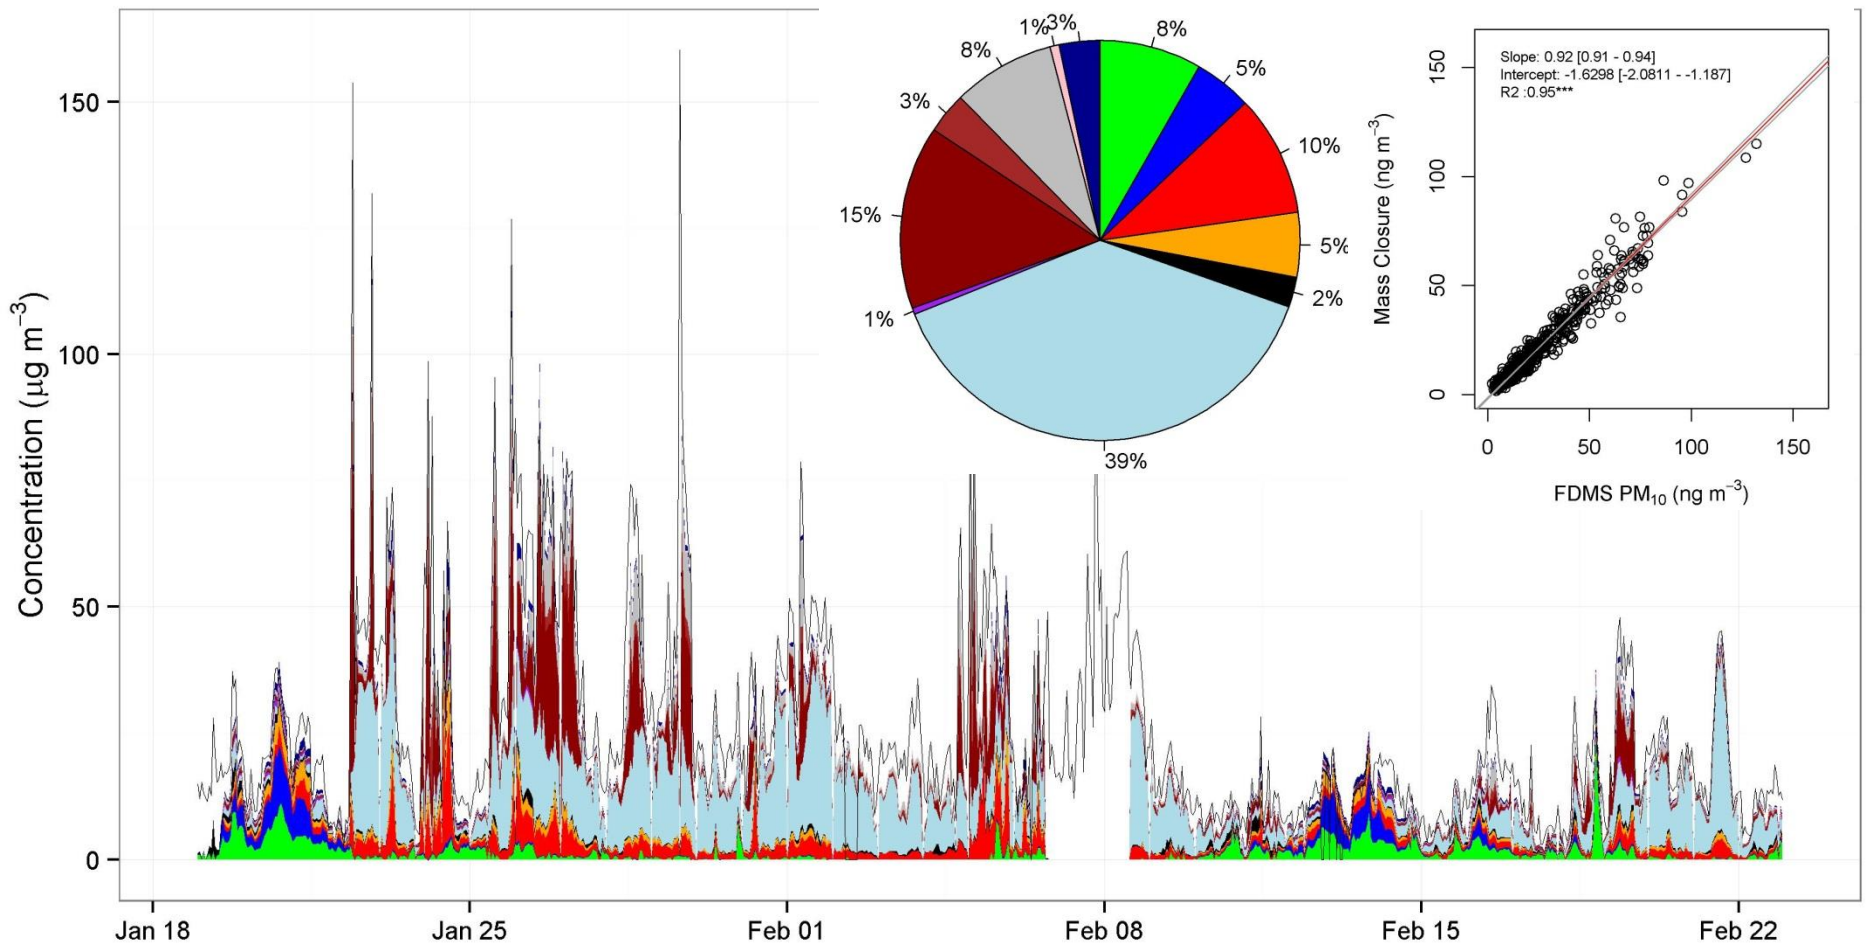 Concentration (µg m⁻³)
150
100
50
0
Jan 18
Jan 25
Feb 01
Feb 08
Feb 15
Feb 22
8%
5%
10%
5%
2%
39%
1%
15%
3%
8%
1%
3%
Slope: 0.92 [0.91 - 0.94]
Intercept: -1.6298 [-2.0811 - -1.187]
R2 :0.95***
Mass Closure (ng m⁻³)
150
100
50
0
0
50
100
150
FDMS PM₁₀ (ng m⁻³)